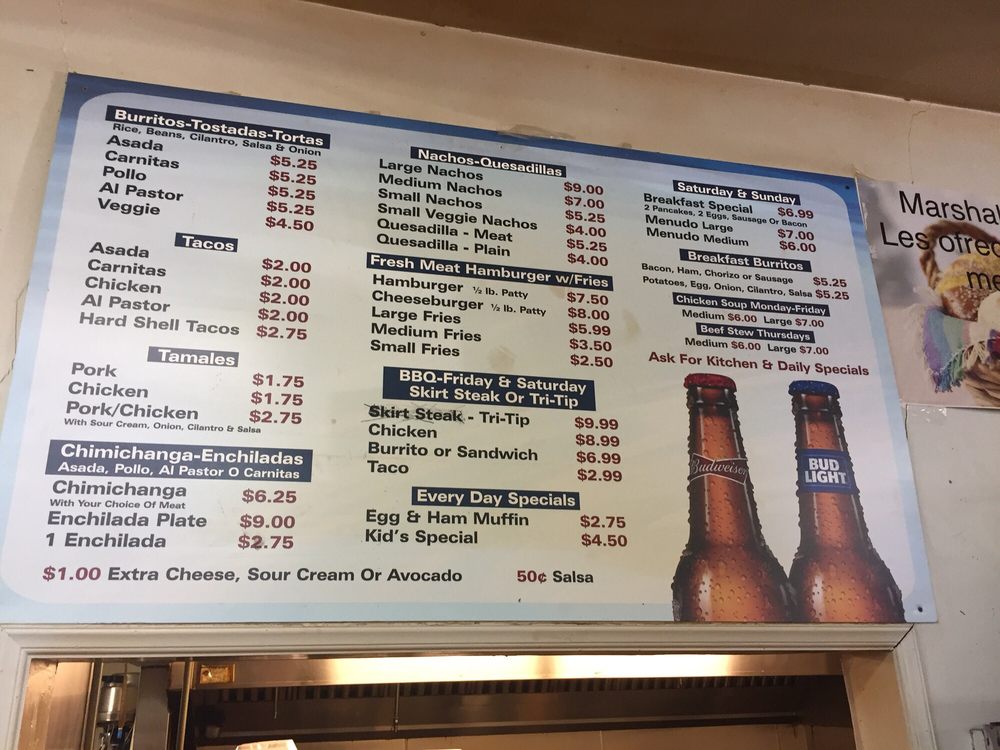 Burritos-Tostadas-Tortas
Rice, Beans, Cilantro, Salsa & Onion
Asada $5.25
Carnitas $5.25
Pollo $5.25
Al Pastor $5.25
Veggie $4.50
Tacos
Asada $2.00
Carnitas $2.00
Chicken $2.00
Al Pastor $2.00
Hard Shell Tacos $2.75
Tamales
Pork $1.75
Chicken $1.75
Pork/Chicken $2.75
With Sour Cream, Onion, Cilantro & Salsa
Chimichanga-Enchiladas
Asada, Pollo, Al Pastor O Carnitas
Chimichanga $6.25
With Your Choice Of Meat
Enchilada Plate $9.00
1 Enchilada $2.75
$1.00 Extra Cheese, Sour Cream Or Avocado 50¢ Salsa
Nachos-Quesadillas
Large Nachos $9.00
Medium Nachos $7.00
Small Nachos $5.25
Small Veggie Nachos $4.00
Quesadilla - Meat $5.25
Quesadilla - Plain $4.00
Fresh Meat Hamburger w/Fries
Hamburger ½ lb. Patty $7.50
Cheeseburger ½ lb. Patty $8.00
Large Fries $5.99
Medium Fries $3.50
Small Fries $2.50
BBQ-Friday & Saturday
Skirt Steak Or Tri-Tip
Skirt Steak - Tri-Tip $9.99
Chicken $8.99
Burrito or Sandwich $6.99
Taco $2.99
Every Day Specials
Egg & Ham Muffin $2.75
Kid's Special $4.50
Saturday & Sunday
Breakfast Special $6.99
2 Pancakes, 2 Eggs, Sausage Or Bacon
Menudo Large $7.00
Menudo Medium $6.00
Breakfast Burritos
Bacon, Ham, Chorizo or Sausage $5.25
Potatoes, Egg, Onion, Cilantro, Salsa $5.25
Chicken Soup Monday-Friday
Medium $6.00 Large $7.00
Beef Stew Thursdays
Medium $6.00 Large $7.00
Ask For Kitchen & Daily Specials
Budweiser
BUD
LIGHT
Les